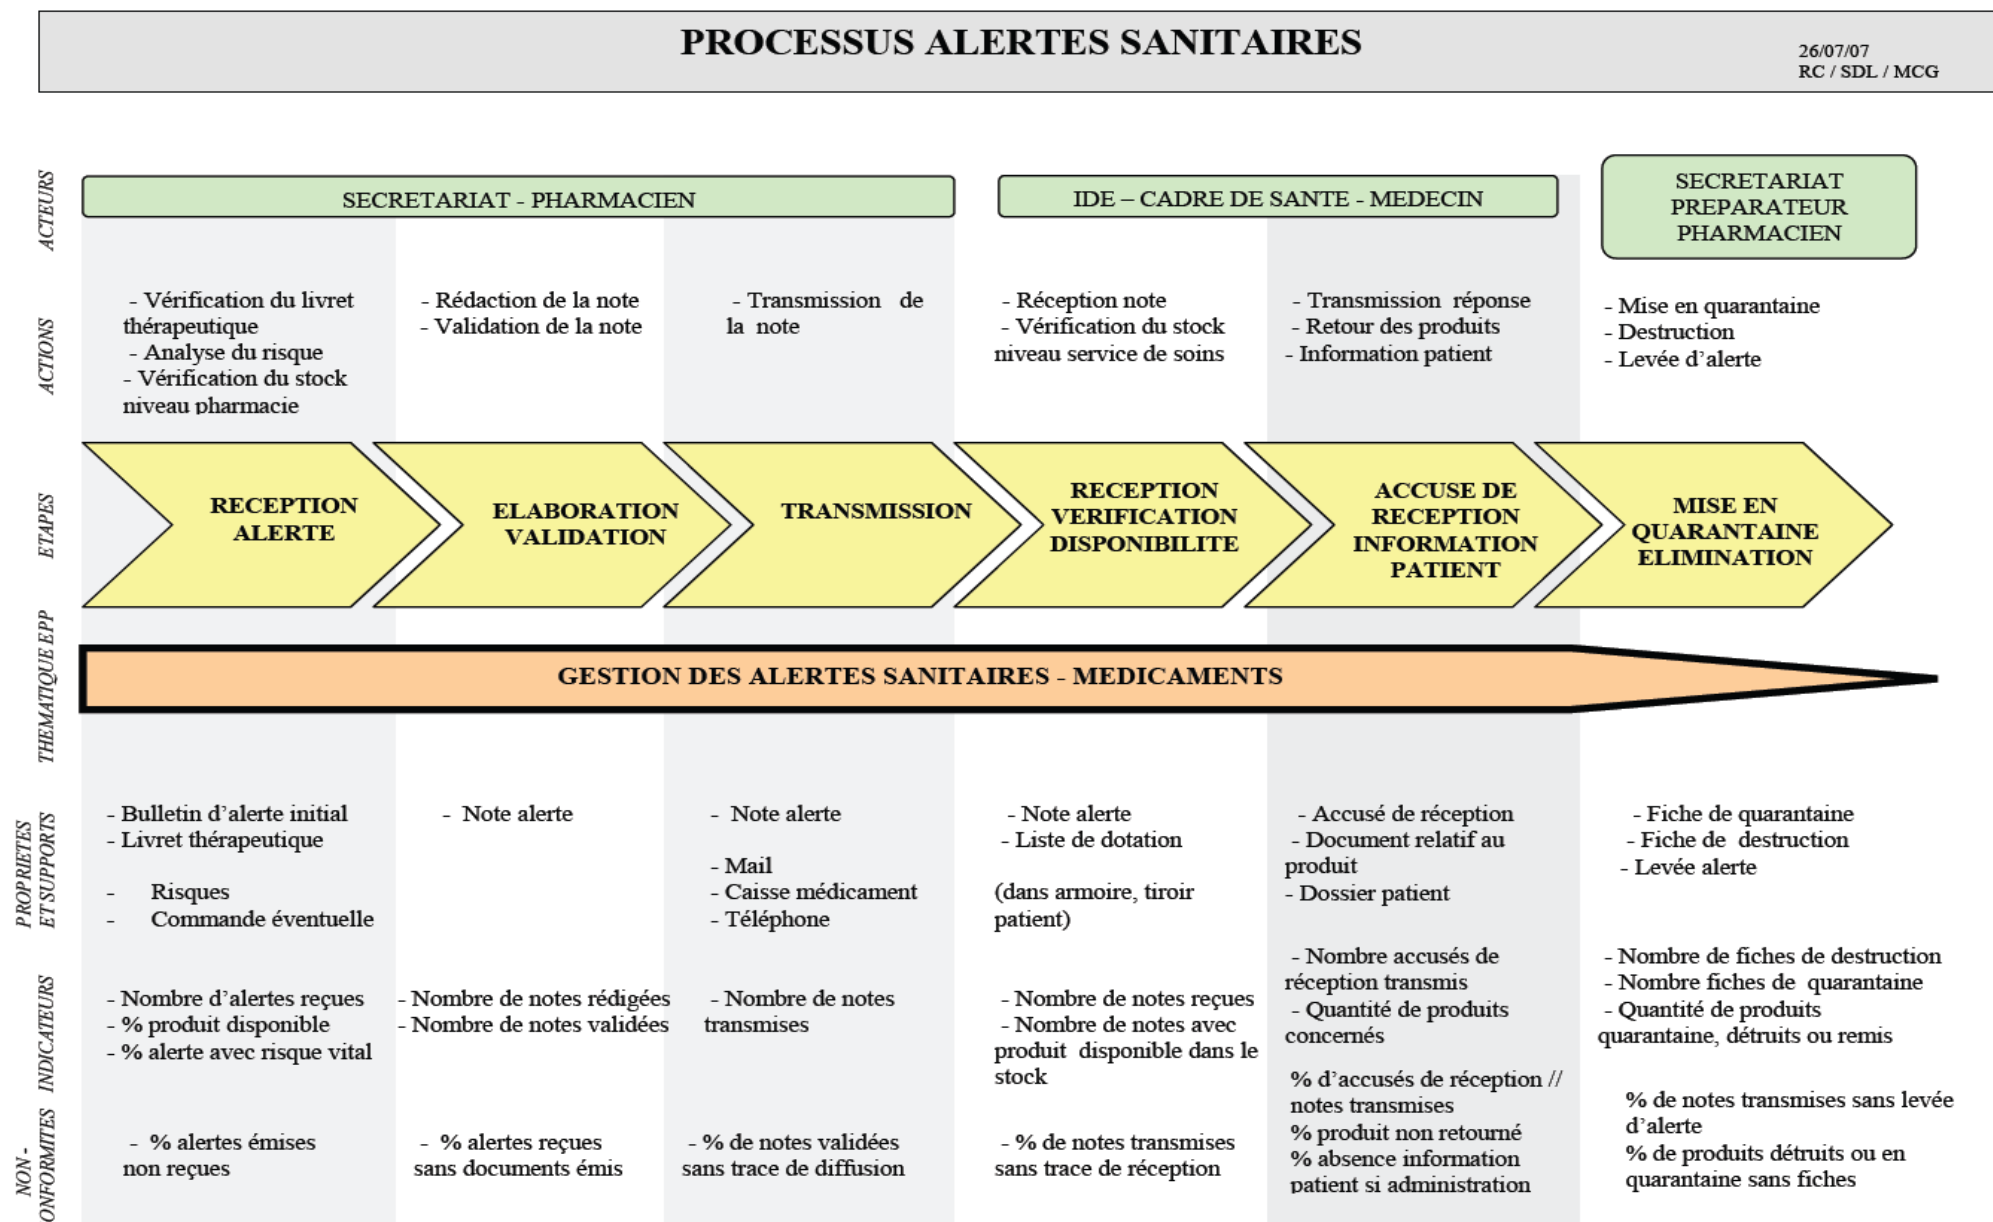 PROCESSUS ALERTES SANITAIRES
26/07/07
RC / SDL / MCG
ACTEURS
SECRETARIAT - PHARMACIEN
IDE – CADRE DE SANTE - MEDECIN
SECRETARIAT
PREPARATEUR
PHARMACIEN
ACTIONS
- Vérification du livret
thérapeutique
- Analyse du risque
- Vérification du stock
niveau pharmacie
- Rédaction de la note
- Validation de la note
- Transmission de
la note
- Réception note
- Vérification du stock
niveau service de soins
- Transmission réponse
- Retour des produits
- Information patient
- Mise en quarantaine
- Destruction
- Levée d’alerte
ETAPES
RECEPTION
ALERTE
ELABORATION
VALIDATION
TRANSMISSION
RECEPTION
VERIFICATION
DISPONIBILITE
ACCUSE DE
RECEPTION
INFORMATION
PATIENT
MISE EN
QUARANTAINE
ELIMINATION
THEMATIQUE EPP
GESTION DES ALERTES SANITAIRES - MEDICAMENTS
PROPRIETES
ET SUPPORTS
- Bulletin d’alerte initial
- Livret thérapeutique
- Risques
- Commande éventuelle
- Note alerte
- Note alerte
- Mail
- Caisse médicament
- Téléphone
- Note alerte
- Liste de dotation
(dans armoire, tiroir
patient)
- Accusé de réception
- Document relatif au
produit
- Dossier patient
- Fiche de quarantaine
- Fiche de destruction
- Levée alerte
INDICATEURS
- Nombre d’alertes reçues
- % produit disponible
- % alerte avec risque vital
- Nombre de notes rédigées
- Nombre de notes validées
- Nombre de notes
transmises
- Nombre de notes reçues
- Nombre de notes avec
produit disponible dans le
stock
- Nombre accusés de
réception transmis
- Quantité de produits
concernés
- Nombre de fiches de destruction
- Nombre fiches de quarantaine
- Quantité de produits
quarantaine, détruits ou remis
NON -
ONFORMITES
- % alertes émises
non reçues
- % alertes reçues
sans documents émis
- % de notes validées
sans trace de diffusion
- % de notes transmises
sans trace de réception
% d’accusés de réception //
notes transmises
% produit non retourné
% absence information
patient si administration
% de notes transmises sans levée
d’alerte
% de produits détruits ou en
quarantaine sans fiches